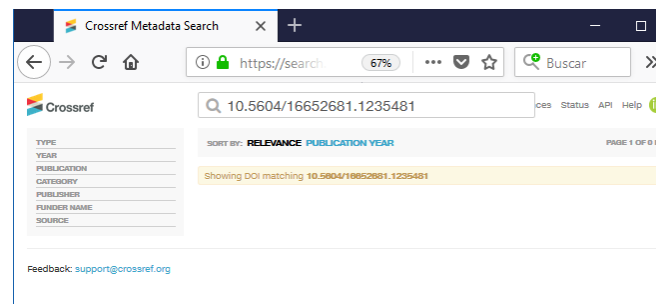 Crossref Metadata Search
https://search
67%
Buscar
Crossref
10.5604/16652681.1235481
ces Status API Help
TYPE
YEAR
PUBLICATION
CATEGORY
PUBLISHER
FUNDER NAME
SOURCE
SORT BY: RELEVANCE PUBLICATION YEAR
PAGE 1 OF 0
Showing DOI matching 10.5604/16652681.1235481
Feedback: support@crossref.org